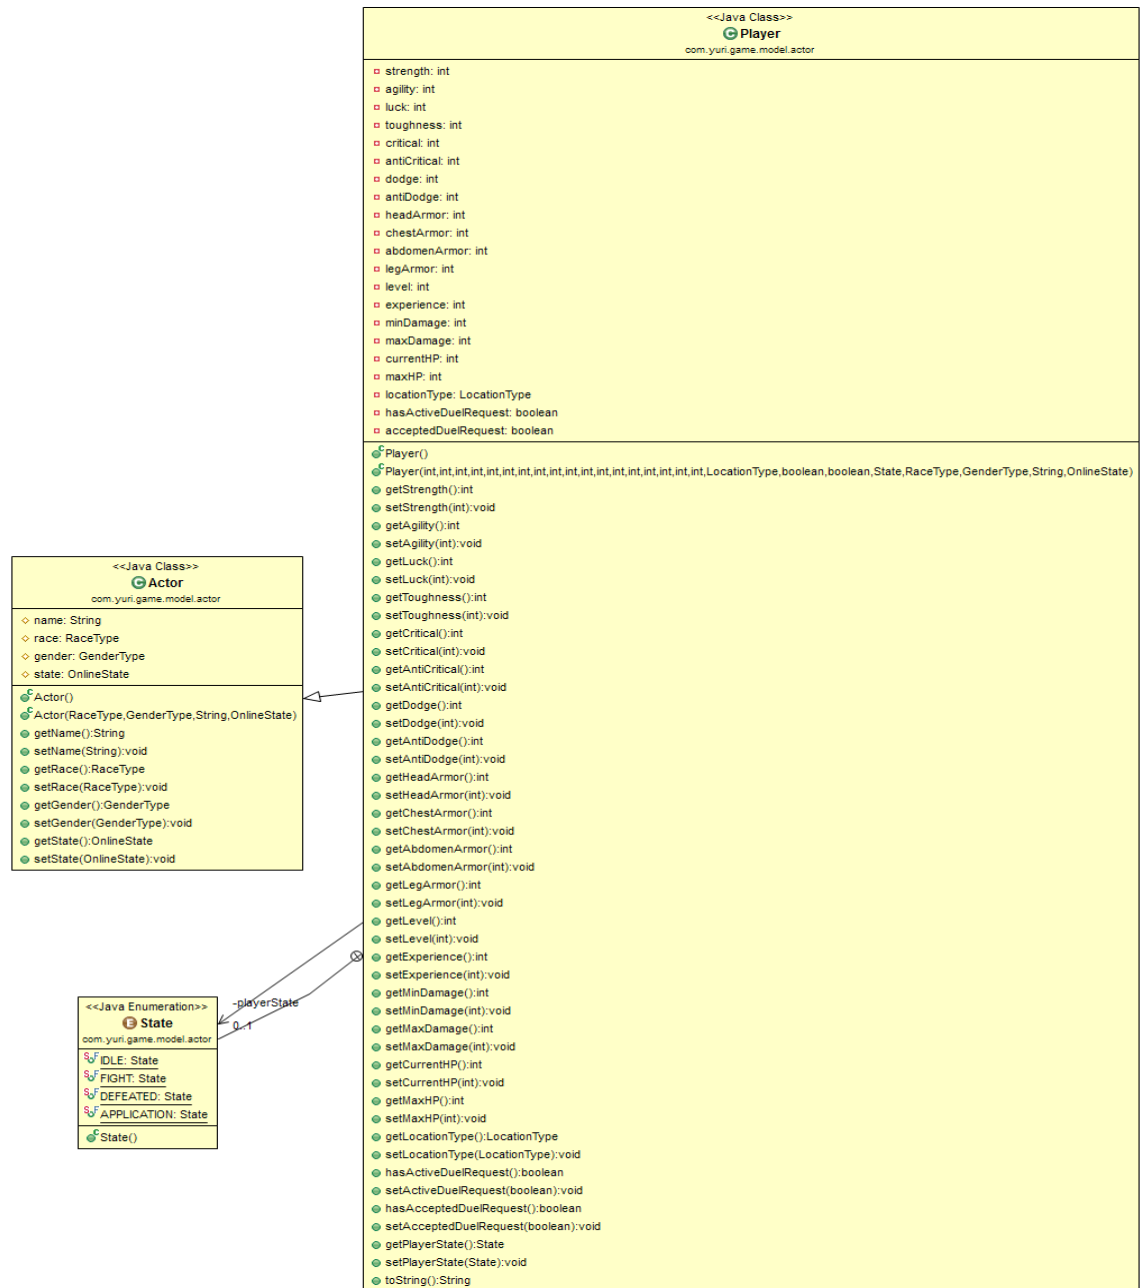 <<Java Class>>
Player
com.yuri.game.model.actor
strength: int
agility: int
luck: int
toughness: int
critical: int
antiCritical: int
dodge: int
antiDodge: int
headArmor: int
chestArmor: int
abdomenArmor: int
legArmor: int
level: int
experience: int
minDamage: int
maxDamage: int
currentHP: int
maxHP: int
locationType: LocationType
hasActiveDuelRequest: boolean
acceptedDuelRequest: boolean
Player()
Player(int,int,int,int,int,int,int,int,int,int,int,int,int,int,int,int,int,int,LocationType,boolean,boolean,State,RaceType,GenderType,String,OnlineState)
getStrength():int
setStrength(int):void
getAgility():int
setAgility(int):void
getLuck():int
setLuck(int):void
getToughness():int
setToughness(int):void
getCritical():int
setCritical(int):void
getAntiCritical():int
setAntiCritical(int):void
getDodge():int
setDodge(int):void
getAntiDodge():int
setAntiDodge(int):void
getHeadArmor():int
setHeadArmor(int):void
getChestArmor():int
setChestArmor(int):void
getAbdomenArmor():int
setAbdomenArmor(int):void
getLegArmor():int
setLegArmor(int):void
getLevel():int
setLevel(int):void
getExperience():int
setExperience(int):void
getMinDamage():int
setMinDamage(int):void
getMaxDamage():int
setMaxDamage(int):void
getCurrentHP():int
setCurrentHP(int):void
getMaxHP():int
setMaxHP(int):void
getLocationType():LocationType
setLocationType(LocationType):void
hasActiveDuelRequest():boolean
setActiveDuelRequest(boolean):void
hasAcceptedDuelRequest():boolean
setAcceptedDuelRequest(boolean):void
getPlayerState():State
setPlayerState(State):void
toString():String
<<Java Class>>
Actor
com.yuri.game.model.actor
name: String
race: RaceType
gender: GenderType
state: OnlineState
Actor()
Actor(RaceType,GenderType,String,OnlineState)
getName():String
setName(String):void
getRace():RaceType
setRace(RaceType):void
getGender():GenderType
setGender(GenderType):void
getState():OnlineState
setState(OnlineState):void
-playerState
0..1
<<Java Enumeration>>
State
com.yuri.game.model.actor
IDLE: State
FIGHT: State
DEFEATED: State
APPLICATION: State
State()